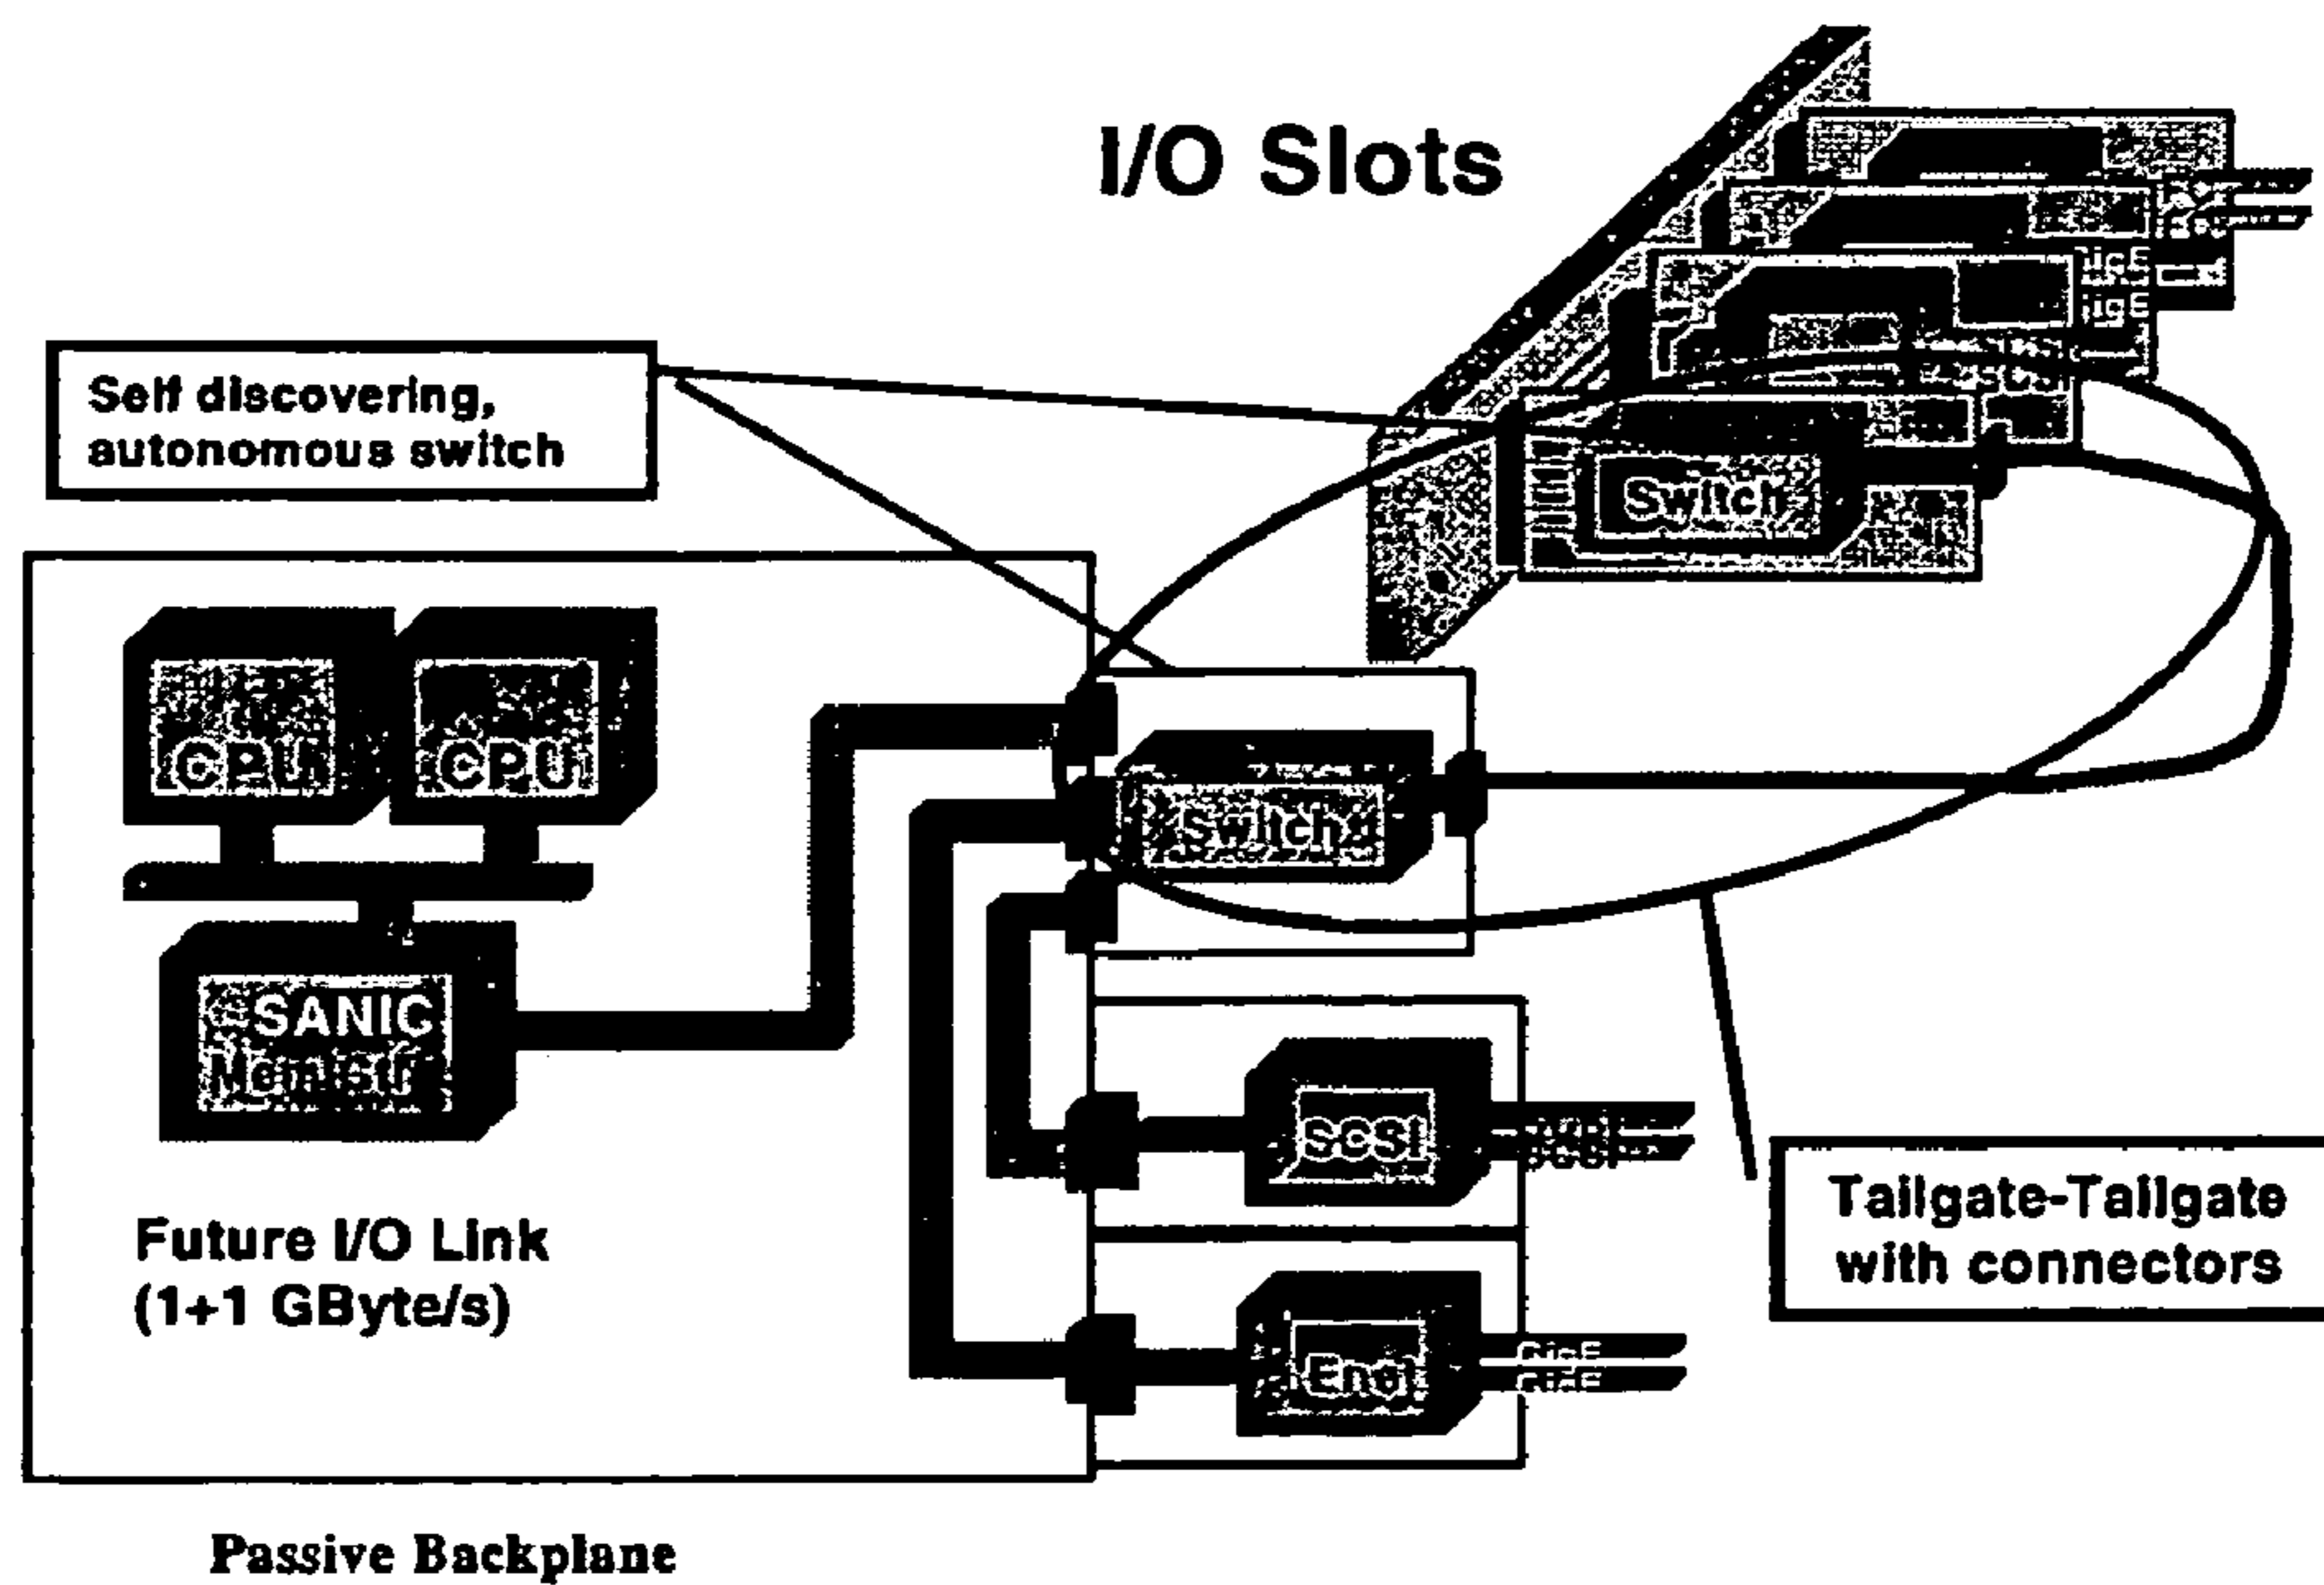 I/O Slots
Self discovering,
autonomous switch
Switch
CPU
CPU
Switch
SANIC
SCSI
Future I/O Link
(1+1 GByte/s)
Tailgate-Tailgate
with connectors
Passive Backplane